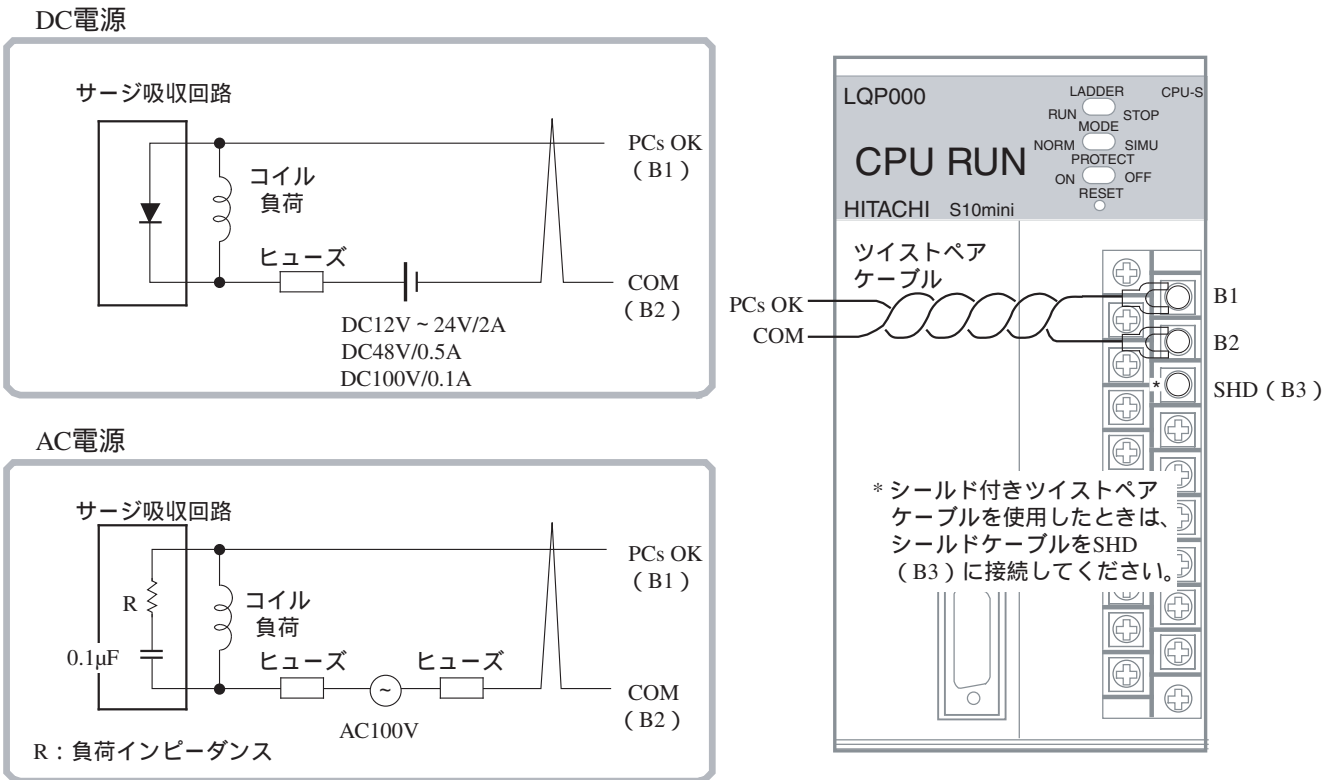 DC電源
サージ吸収回路
コイル
負荷
ヒューズ
PCs OK
(B1)
COM
(B2)
DC12V~24V/2A
DC48V/0.5A
DC100V/0.1A
AC電源
サージ吸収回路
R
0.1μF
コイル
負荷
ヒューズ
ヒューズ
~
AC100V
PCs OK
(B1)
COM
(B2)
R:負荷インピーダンス
LQP000
LADDER
CPU-S
RUN
STOP
MODE
NORM
SIMU
PROTECT
ON
OFF
RESET
CPU RUN
HITACHI S10mini
ツイストペア
ケーブル
PCs OK
COM
B1
B2
*
SHD(B3)
* シールド付きツイストペア
ケーブルを使用したときは、
シールドケーブルをSHD
(B3)に接続してください。